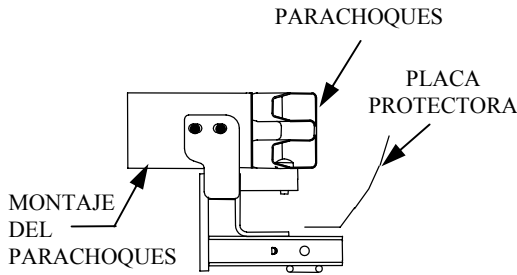 PARACHOQUES
PLACA
PROTECTORA
MONTAJE
DEL
PARACHOQUES